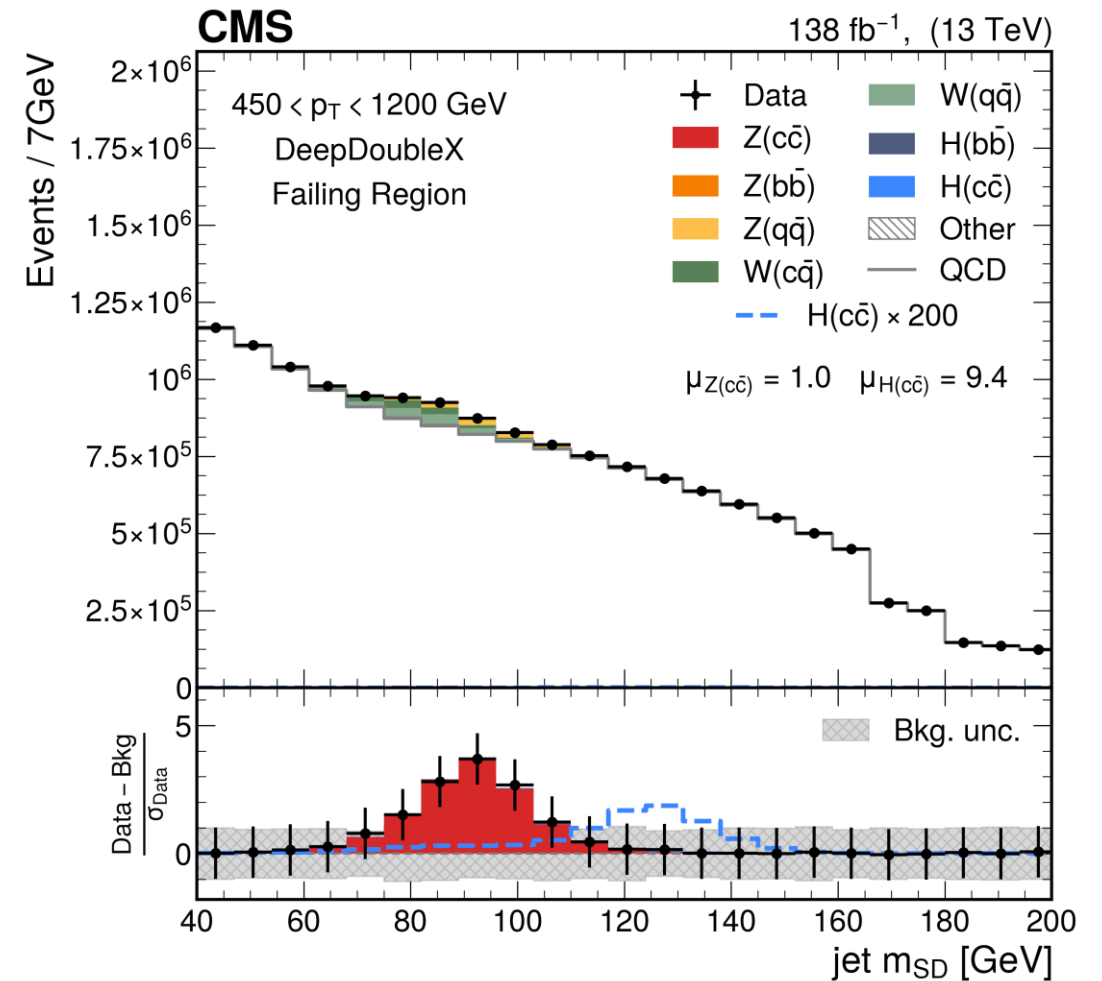 CMS
138 fb⁻¹, (13 TeV)
Events / 7GeV
2×10⁶
1.75×10⁶
1.5×10⁶
1.25×10⁶
10⁶
7.5×10⁵
5×10⁵
2.5×10⁵
0
450 < p_T < 1200 GeV
DeepDoubleX
Failing Region
Data
Z(cc̄)
Z(bb̄)
Z(qq̄)
W(cq̄)
W(qq̄)
H(bb̄)
H(cc̄)
Other
QCD
H(cc̄) × 200
μ_Z(cc̄) = 1.0 μ_H(cc̄) = 9.4
Data − Bkg
σ_Data
5
0
Bkg. unc.
40 60 80 100 120 140 160 180 200
jet m_SD [GeV]